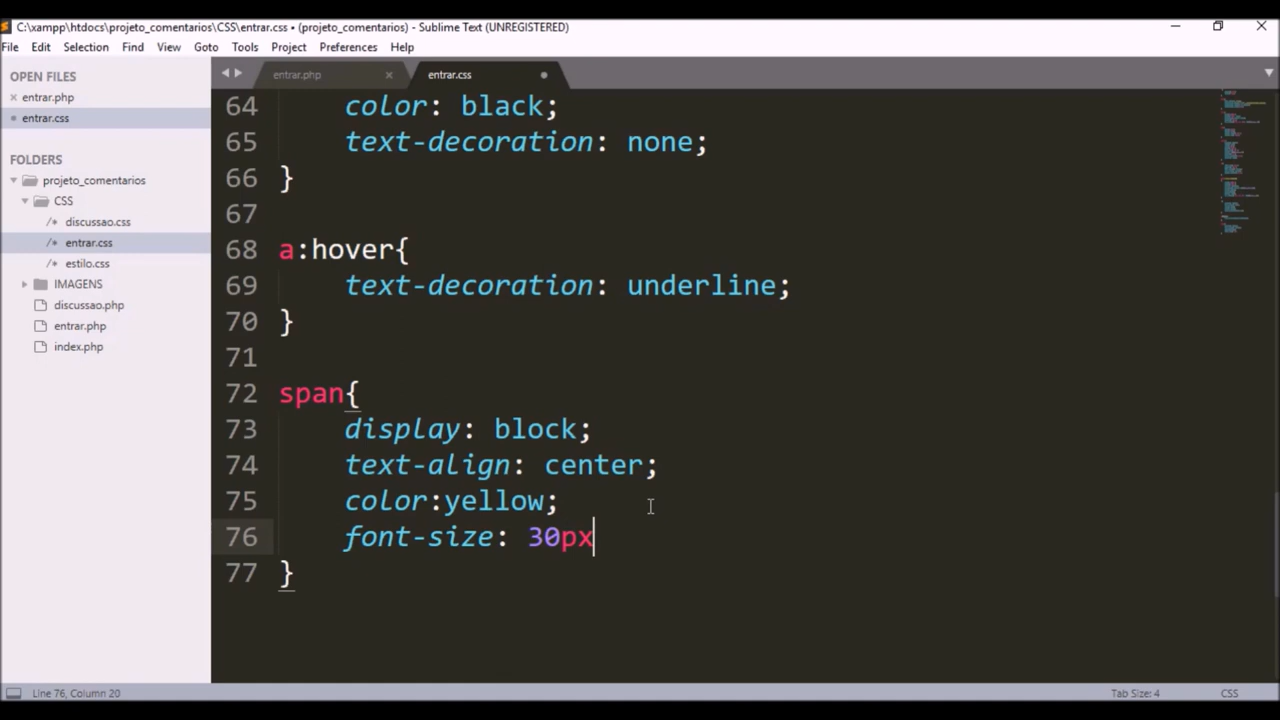 C:\xampp\htdocs\projeto_comentarios\CSS\entrar.css • (projeto_comentarios) - Sublime Text (UNREGISTERED)
File Edit Selection Find View Goto Tools Project Preferences Help
OPEN FILES
entrar.php
entrar.css
FOLDERS
projeto_comentarios
CSS
/* discussao.css
/* entrar.css
/* estilo.css
IMAGENS
discussao.php
entrar.php
index.php
entrar.php
entrar.css
64 color: black;
65 text-decoration: none;
66 }
67
68 a:hover{
69 text-decoration: underline;
70 }
71
72 span{
73 display: block;
74 text-align: center;
75 color:yellow;
76 font-size: 30px
77 }
Line 76, Column 20
Tab Size: 4
CSS